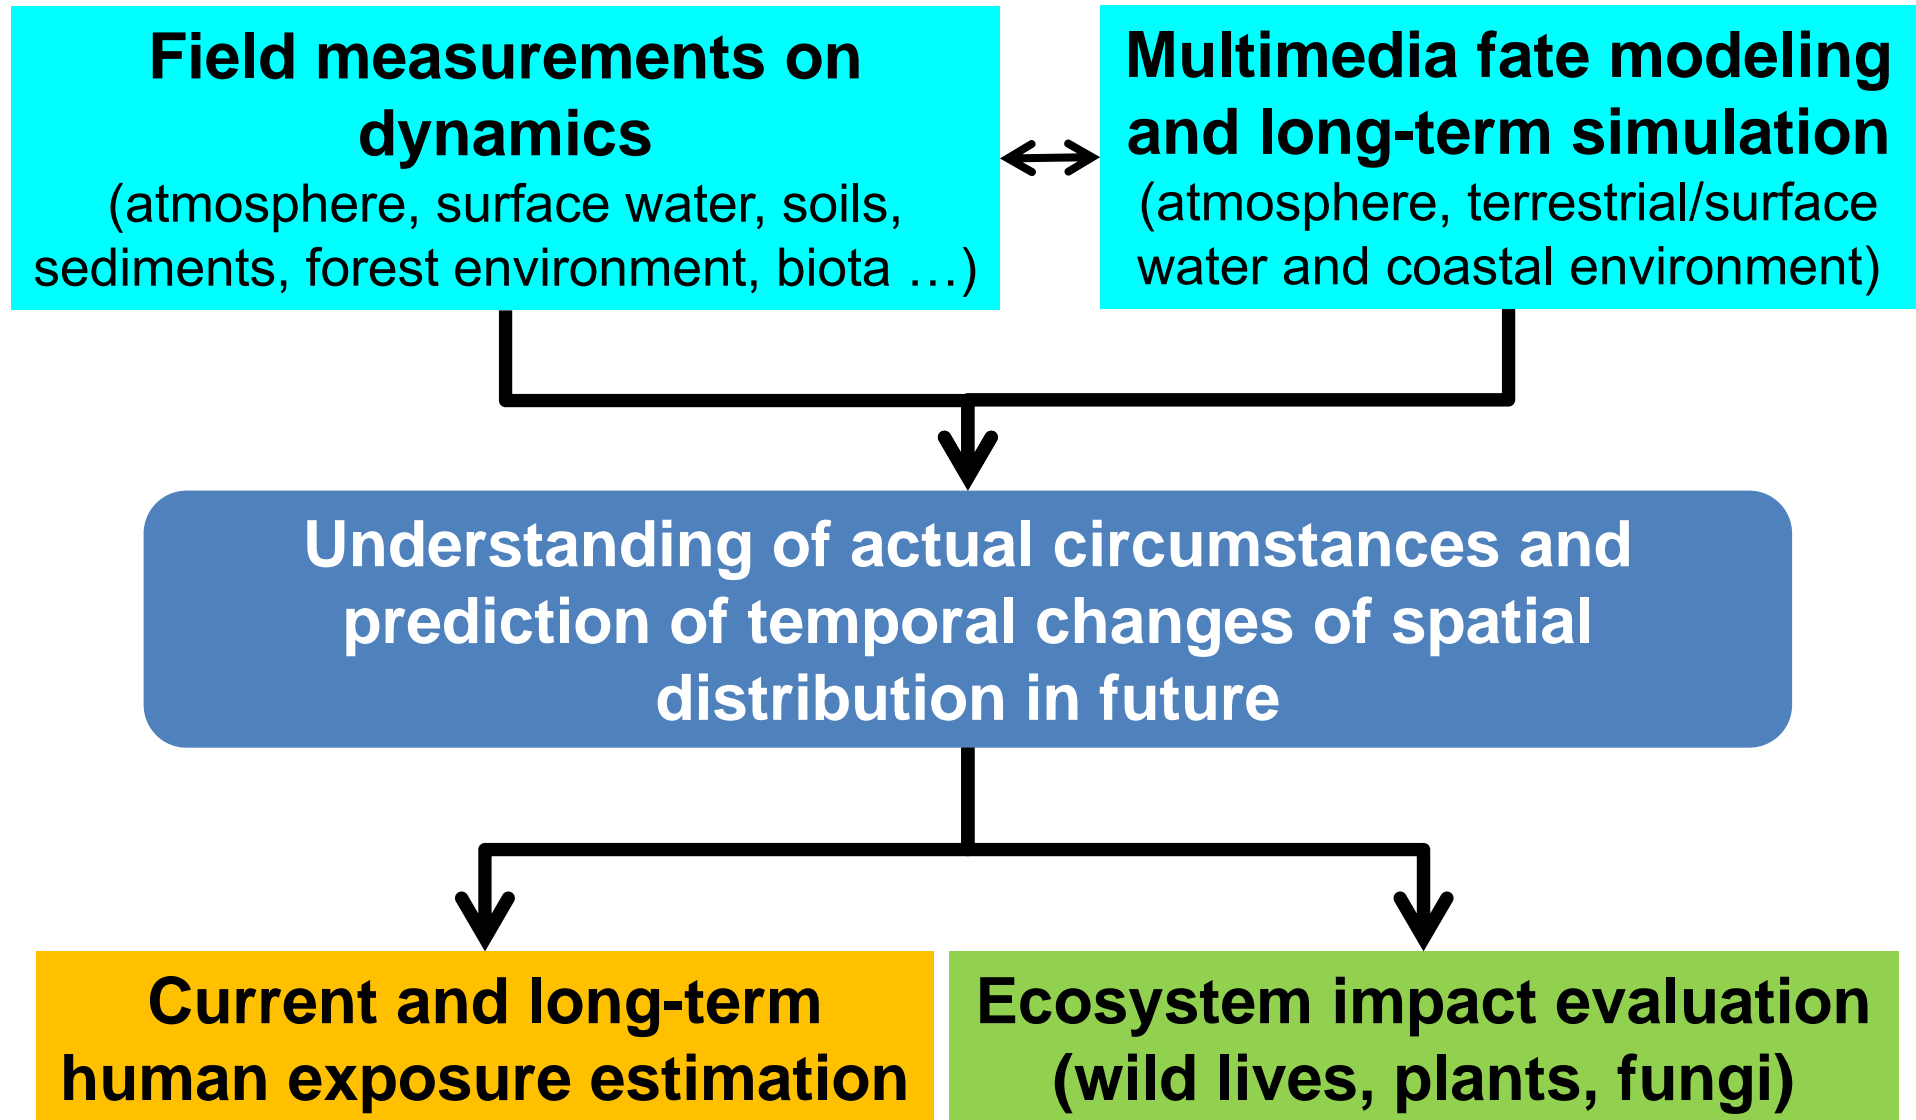 Field measurements on
dynamics
(atmosphere, surface water, soils,
sediments, forest environment, biota …)
Multimedia fate modeling
and long-term simulation
(atmosphere, terrestrial/surface
water and coastal environment)
Understanding of actual circumstances and
prediction of temporal changes of spatial
distribution in future
Current and long-term
human exposure estimation
Ecosystem impact evaluation
(wild lives, plants, fungi)